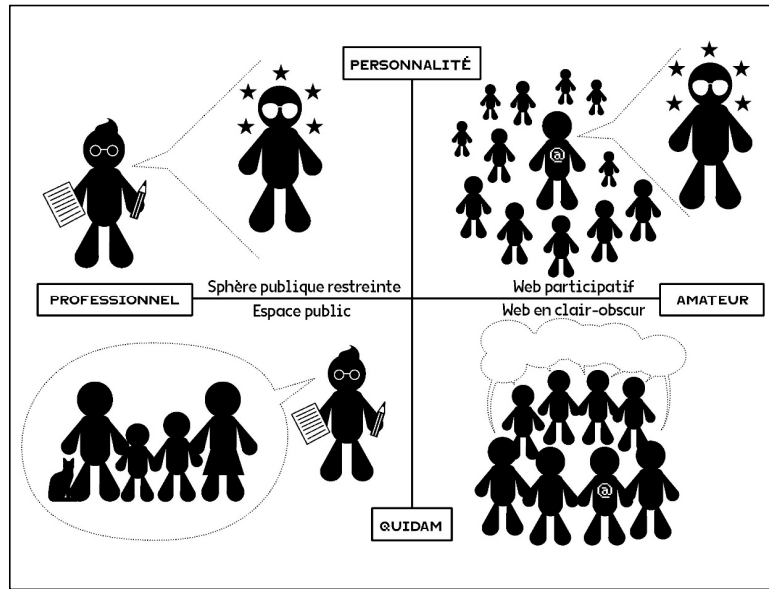 PERSONNALITÉ
@
Sphère publique restreinte
Web participatif
PROFESSIONNEL
AMATEUR
Espace public
Web en clair-obscur
@
QUIDAM